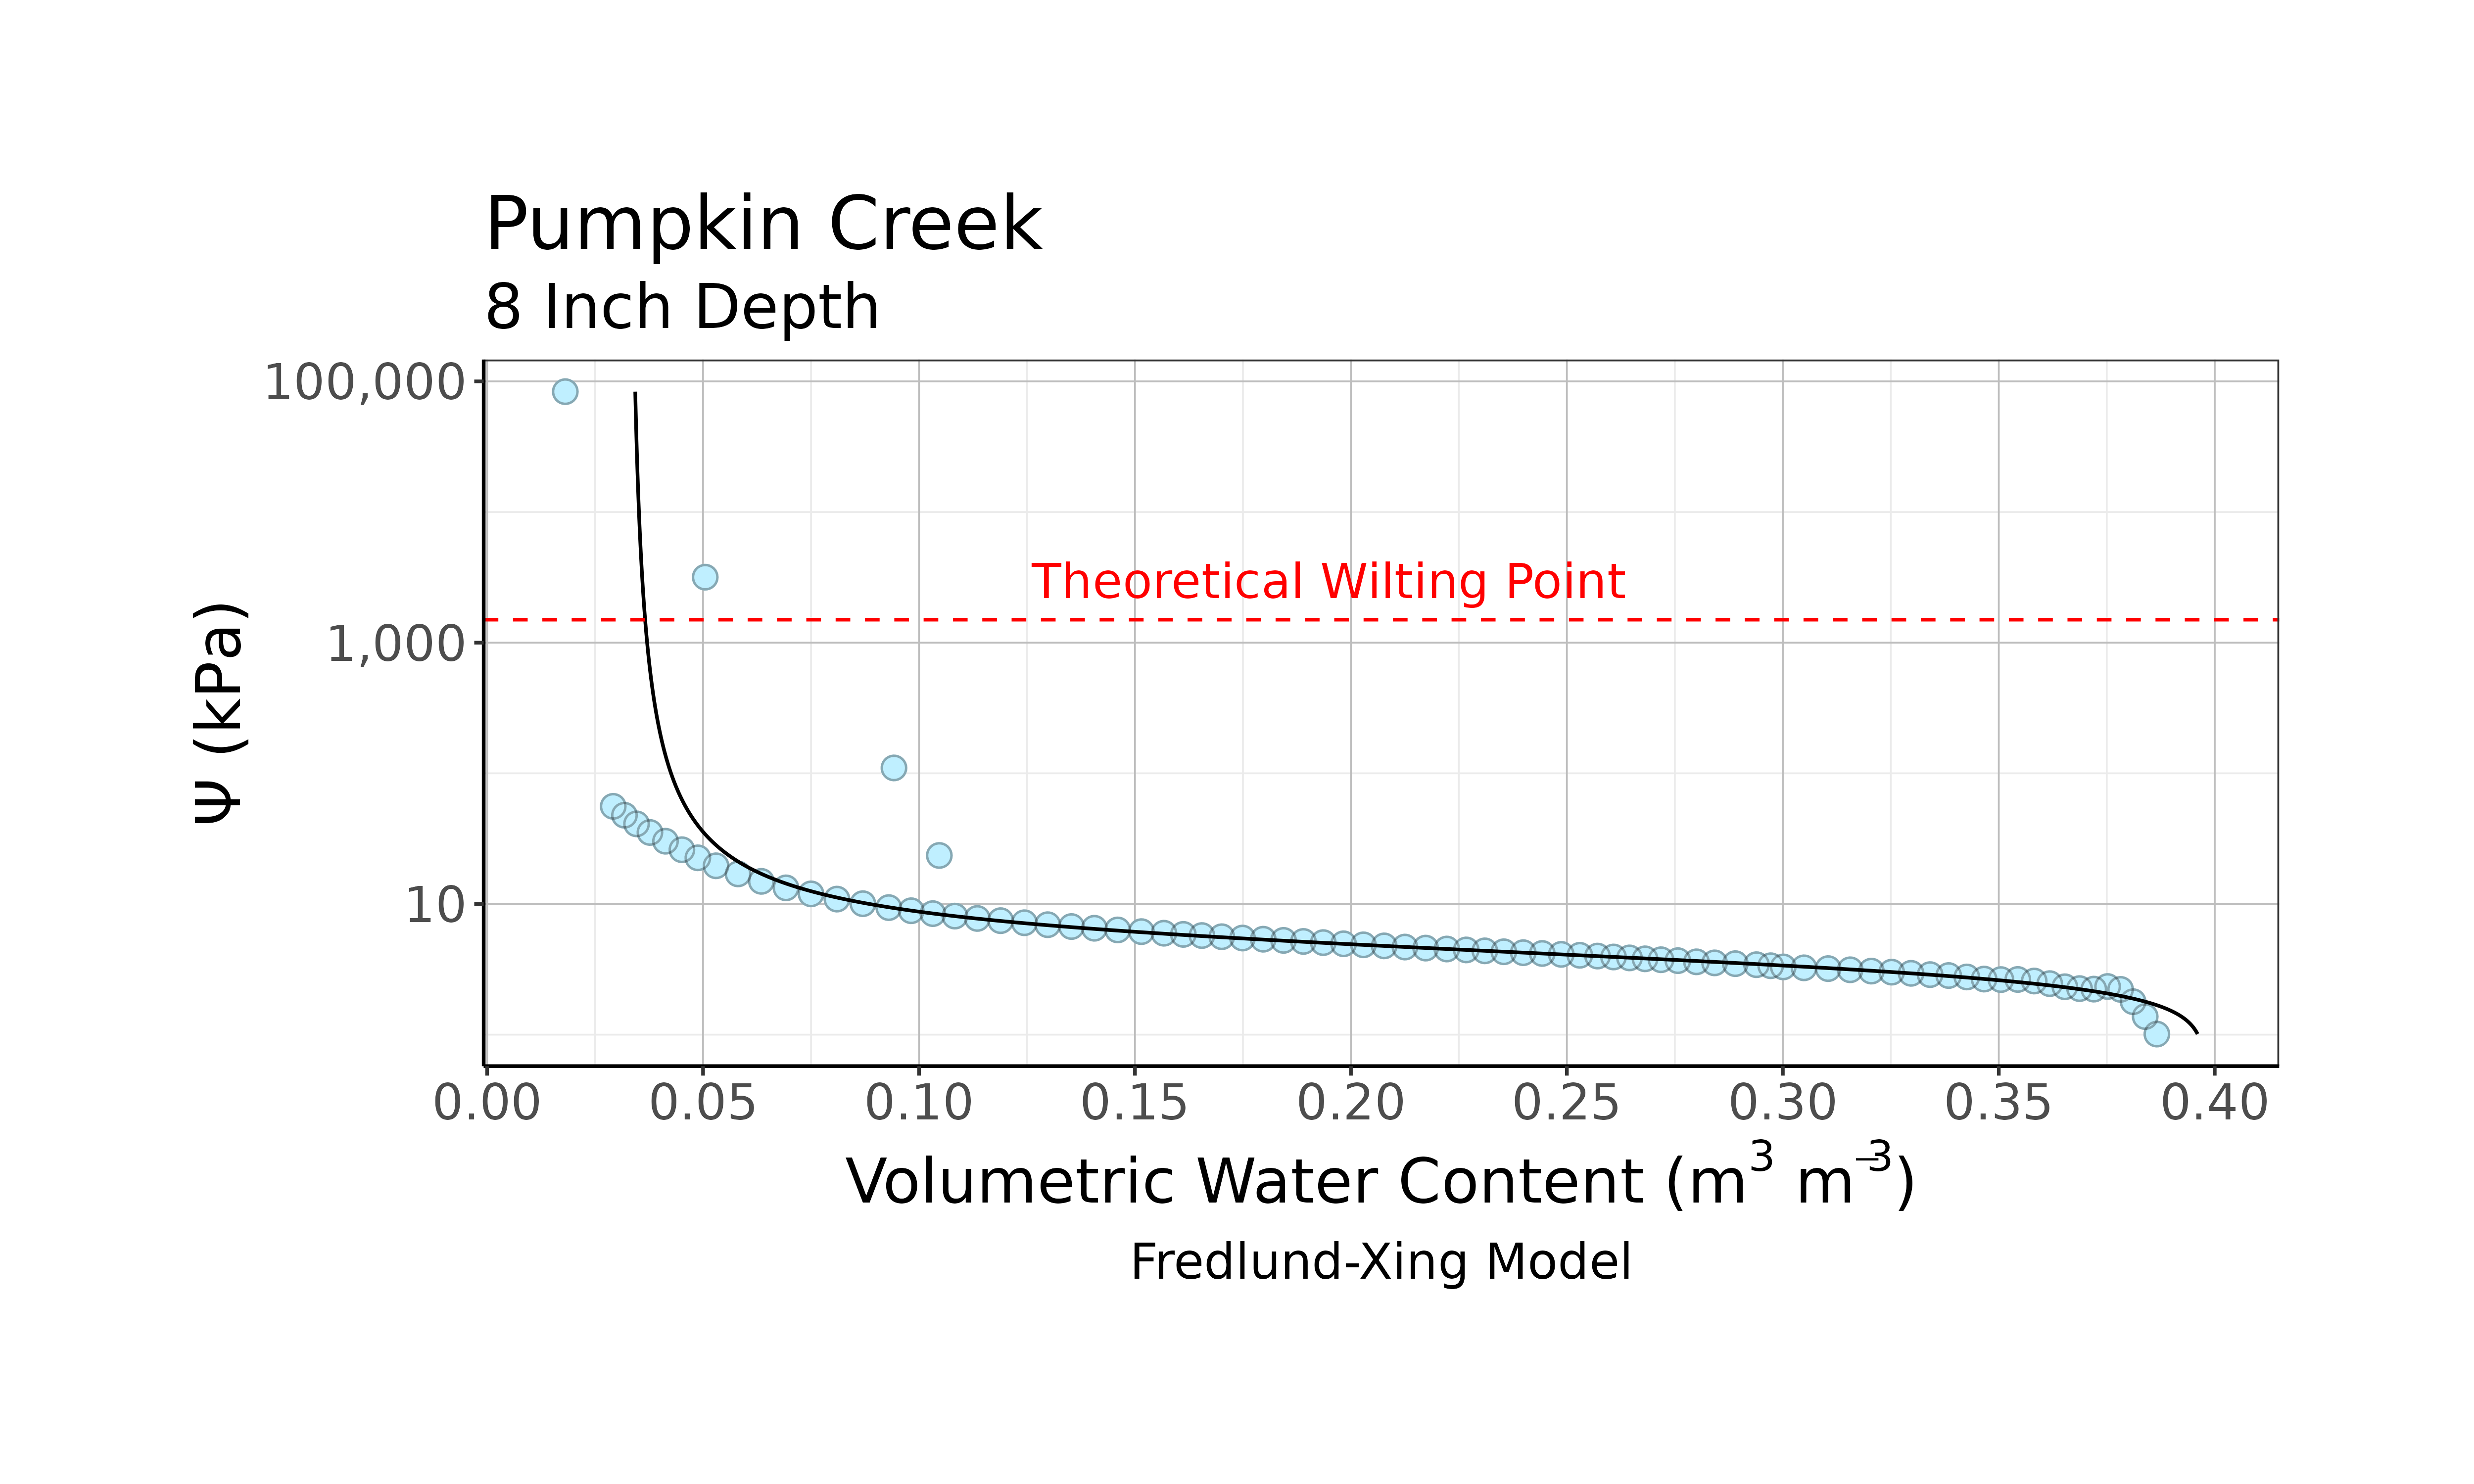 Pumpkin Creek
8 Inch Depth
100,000
1,000
10
Ψ (kPa)
Theoretical Wilting Point
0.00 0.05 0.10 0.15 0.20 0.25 0.30 0.35 0.40
Volumetric Water Content (m³ m⁻³)
Fredlund-Xing Model